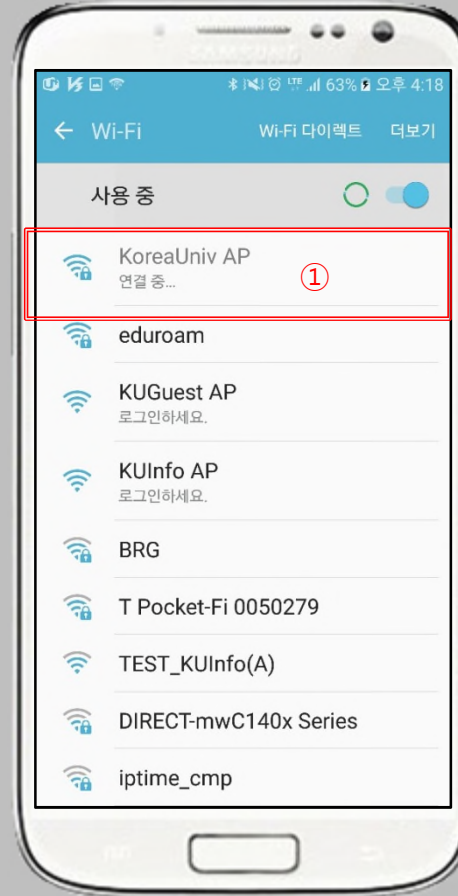 SAMSUNG
LTE 63% 오후 4:18
Wi-Fi Wi-Fi 다이렉트 더보기
사용 중
KoreaUniv AP
연결 중...
①
eduroam
KUGuest AP
로그인하세요.
KUInfo AP
로그인하세요.
BRG
T Pocket-Fi 0050279
TEST_KUInfo(A)
DIRECT-mwC140x Series
iptime_cmp